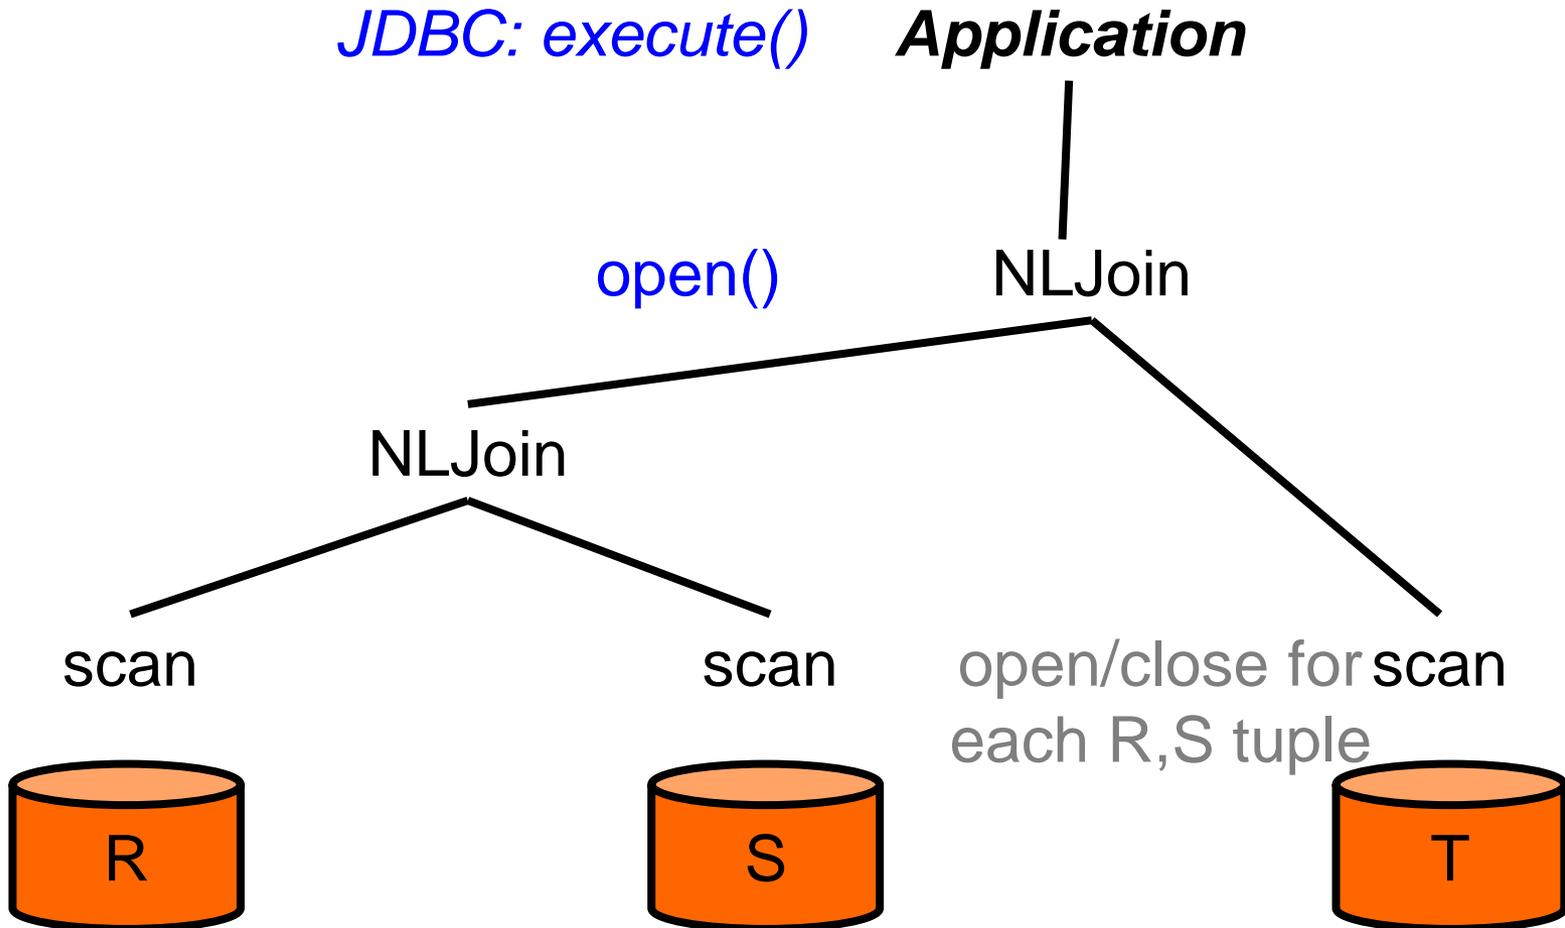 JDBC: execute() Application
open() NLJoin
NLJoin
scan scan open/close for scan
each R,S tuple
R S T